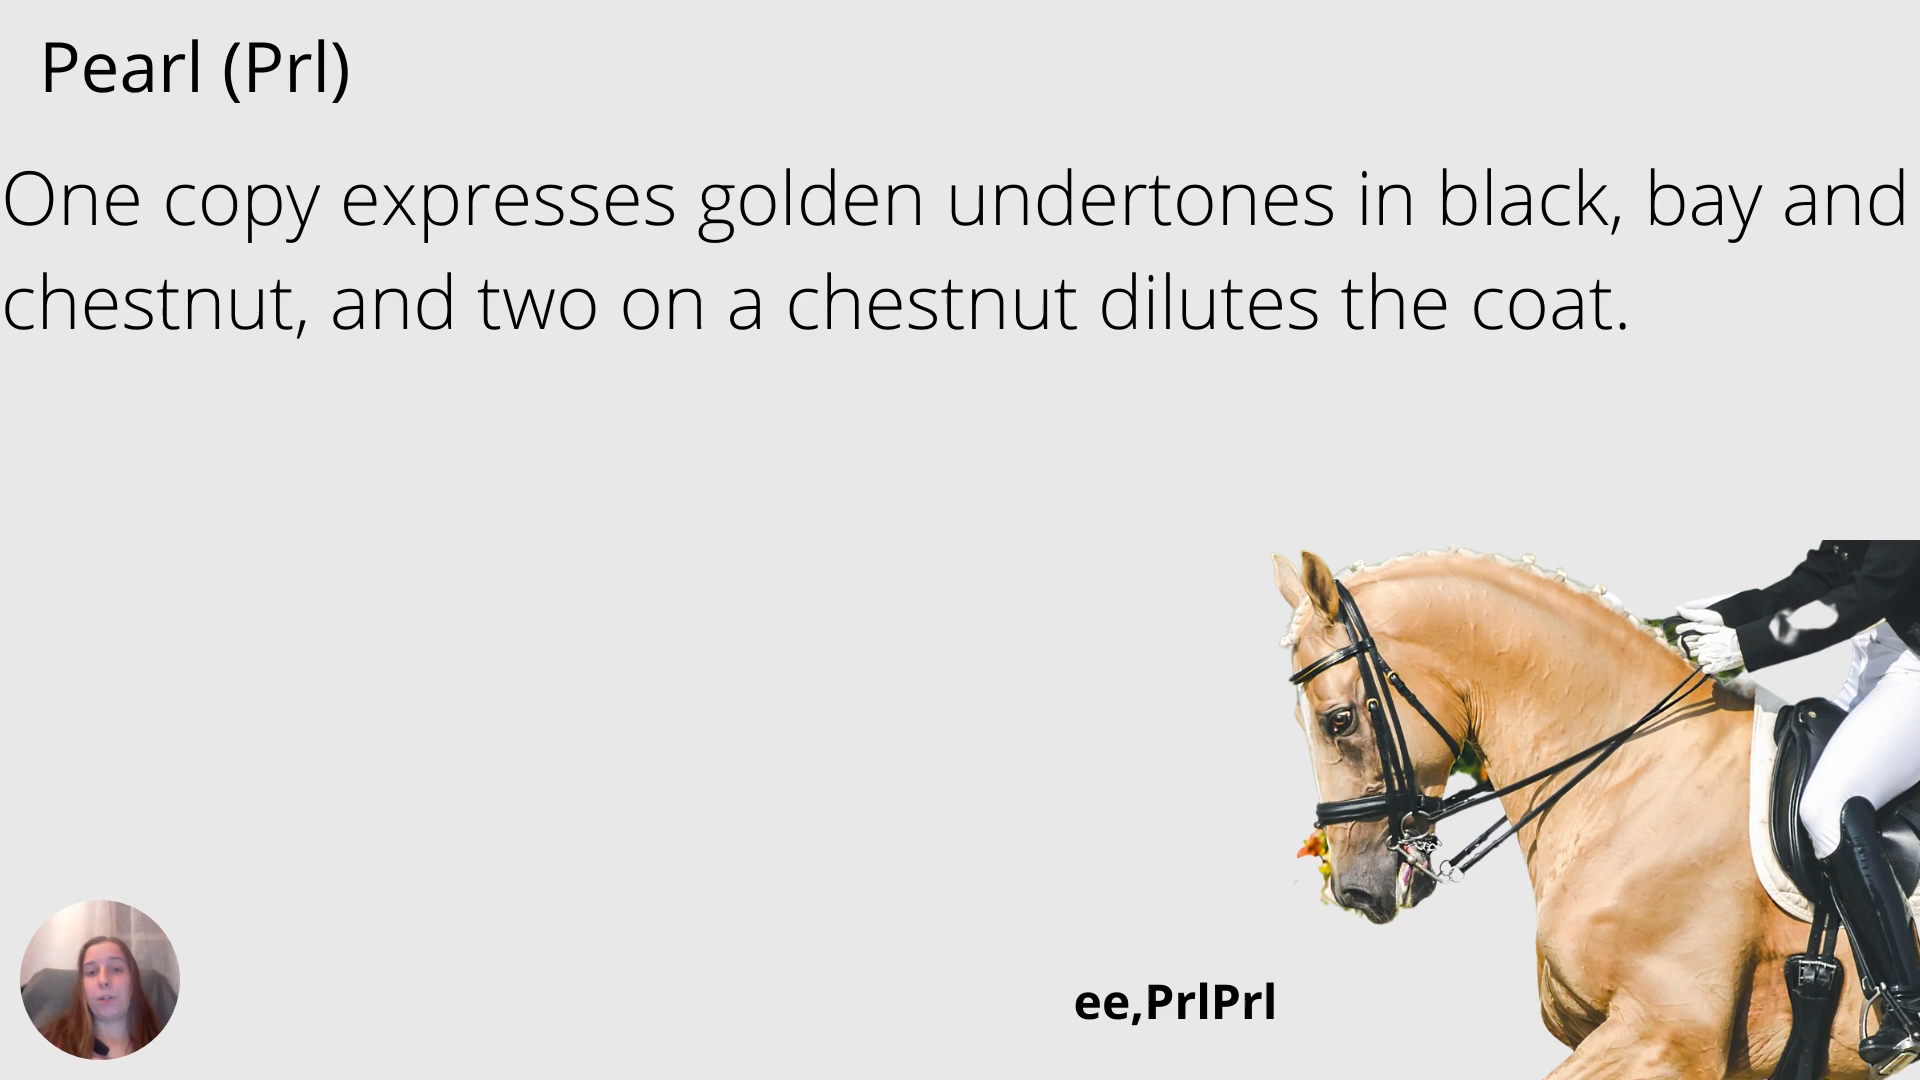 Pearl (Prl)
One copy expresses golden undertones in black, bay and
chestnut, and two on a chestnut dilutes the coat.
ee,PrlPrl